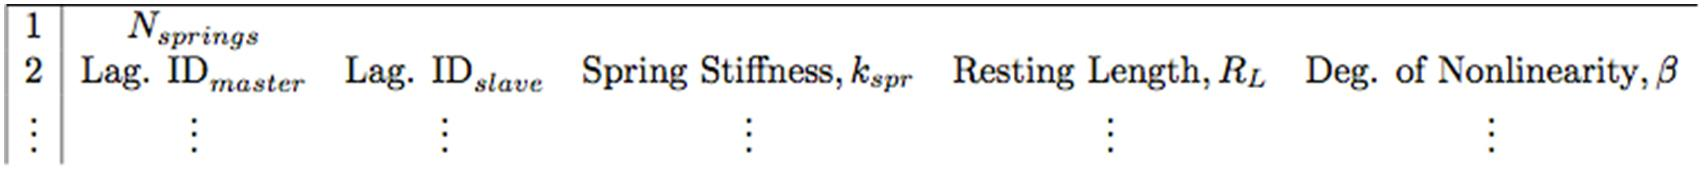 1 N_springs
2 Lag. ID_master Lag. ID_slave Spring Stiffness, k_spr Resting Length, R_L Deg. of Nonlinearity, β
⋮ ⋮ ⋮ ⋮ ⋮ ⋮